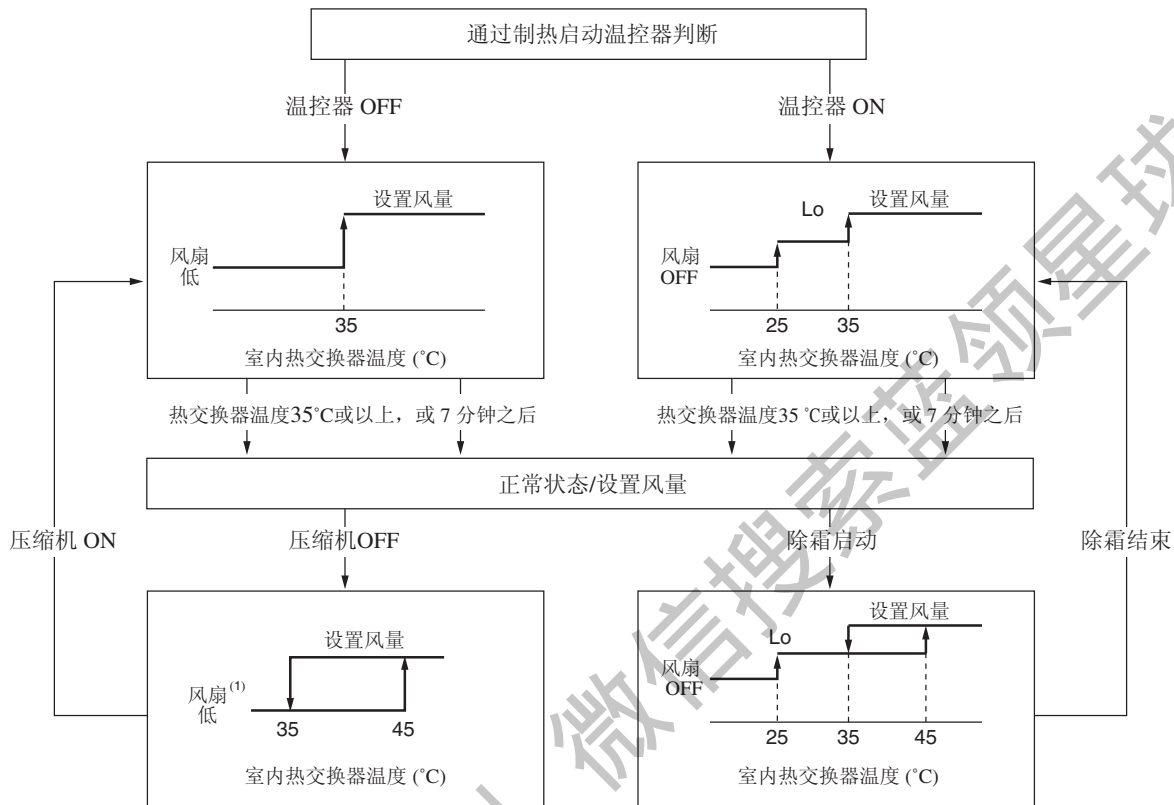 通过制热启动温控器判断
温控器 OFF
温控器 ON
设置风量
风扇
低
35
室内热交换器温度 (°C)
设置风量
Lo
风扇
OFF
25 35
室内热交换器温度 (°C)
热交换器温度35°C或以上，或 7 分钟之后
热交换器温度35 °C或以上，或 7 分钟之后
正常状态/设置风量
压缩机 ON
压缩机OFF
除霜启动
除霜结束
设置风量
风扇(1)
低
35 45
室内热交换器温度 (°C)
设置风量
Lo
风扇
OFF
25 35 45
室内热交换器温度 (°C)
微信搜索蓝领星球